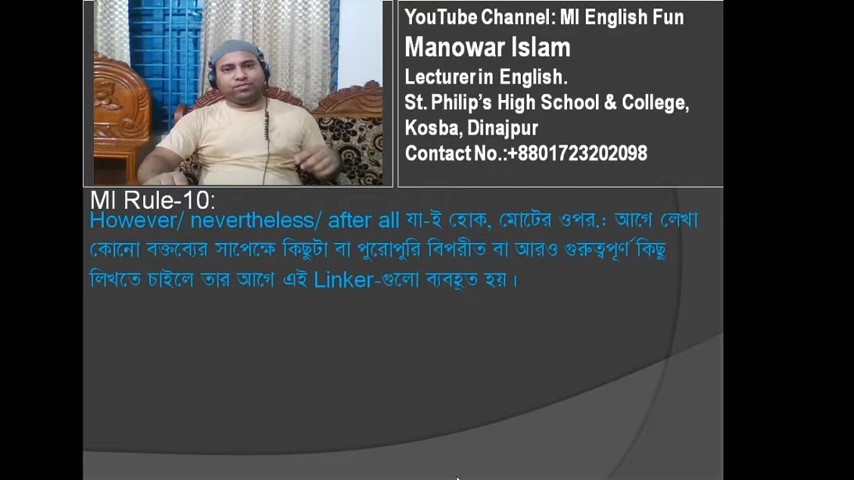 YouTube Channel: MI English Fun
Manowar Islam
Lecturer in English.
St. Philip's High School & College,
Kosba, Dinajpur
Contact No.:+8801723202098
MI Rule-10:
However/ nevertheless/ after all যা-ই হোক, মোটের ওপর.: আগে লেখা
কোনো বক্তব্যের সাপেক্ষে কিছুটা বা পুরোপুরি বিপরীত বা আরও গুরুত্বপূর্ণ কিছু
লিখতে চাইলে তার আগে এই Linker-গুলো ব্যবহূত হয়।